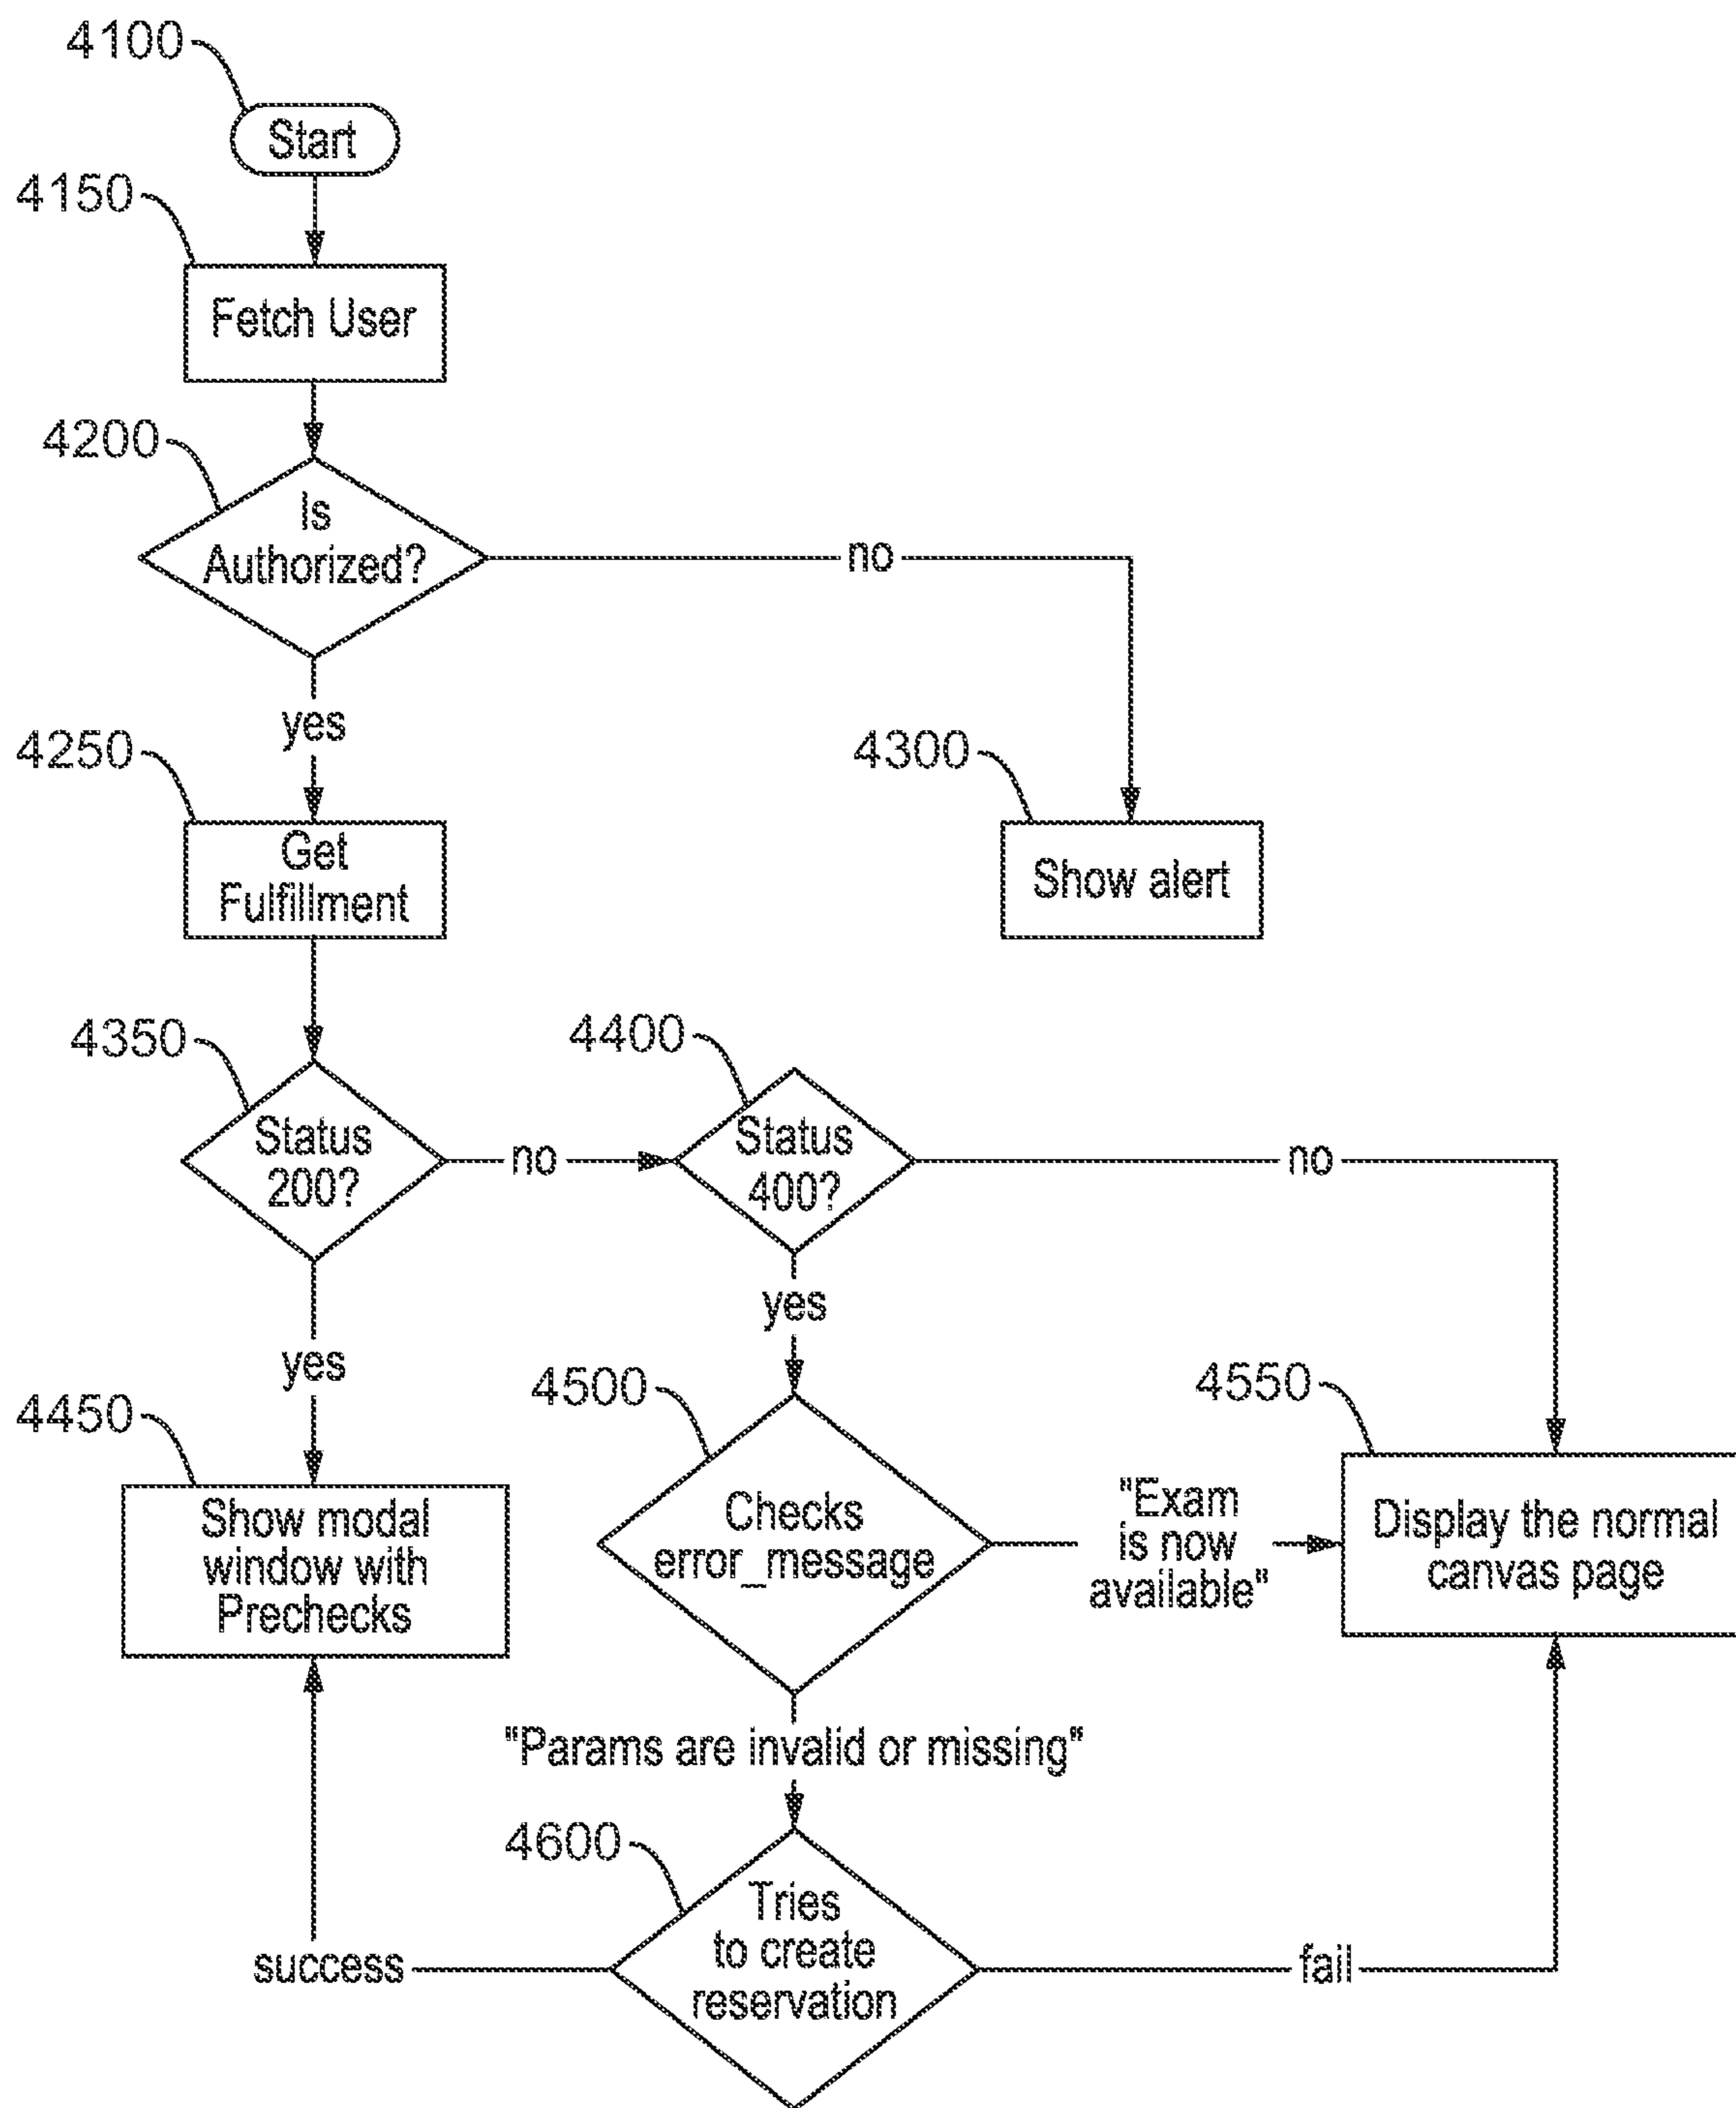 4100
Start
4150
Fetch User
4200
Is
Authorized?
no
yes
4250
Get
Fulfillment
4300
Show alert
4350
Status
200?
no
4400
Status
400?
no
yes
yes
4450
Show modal
window with
Prechecks
4500
Checks
error_message
"Exam
is now
available"
4550
Display the normal
canvas page
"Params are invalid or missing"
4600
Tries
to create
reservation
success
fail